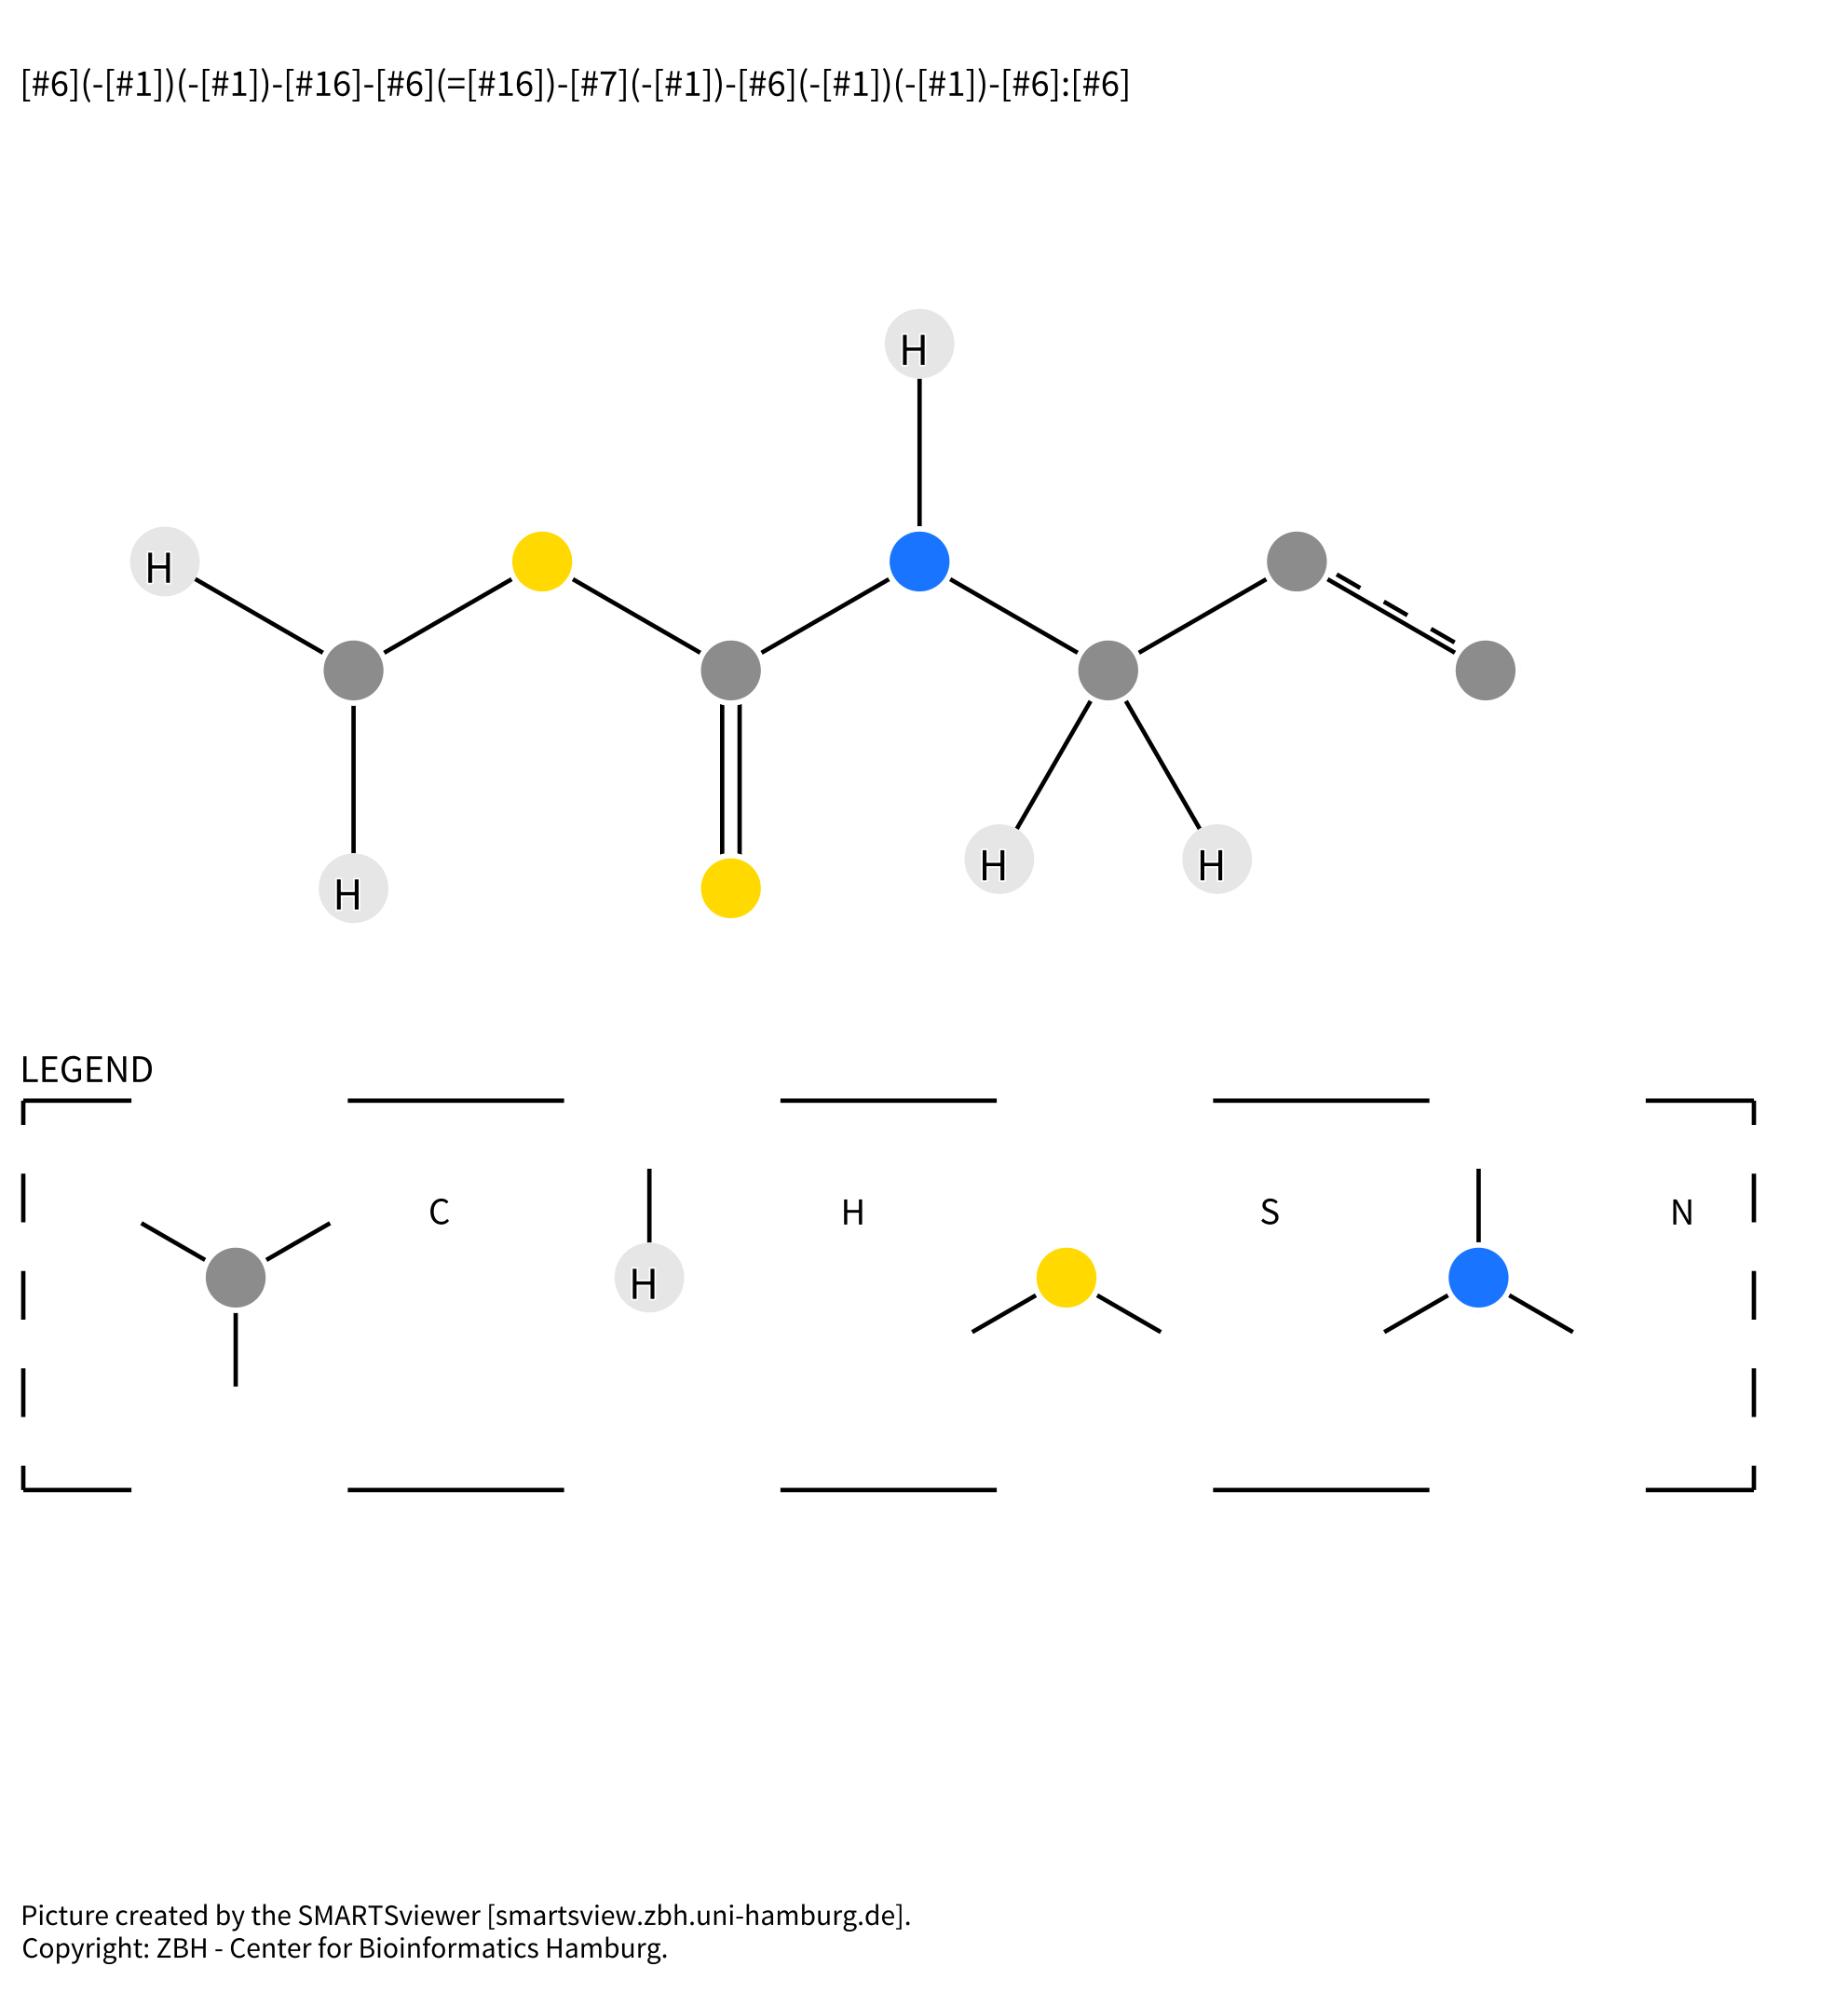 [#6](-[#1])(-[#1])-[#16]-[#6](=[#16])-[#7](-[#1])-[#6](-[#1])(-[#1])-[#6]:[#6]
H
H
H
H
H
LEGEND
C
H
H
S
N
Picture created by the SMARTSviewer [smartsview.zbh.uni-hamburg.de].
Copyright: ZBH - Center for Bioinformatics Hamburg.